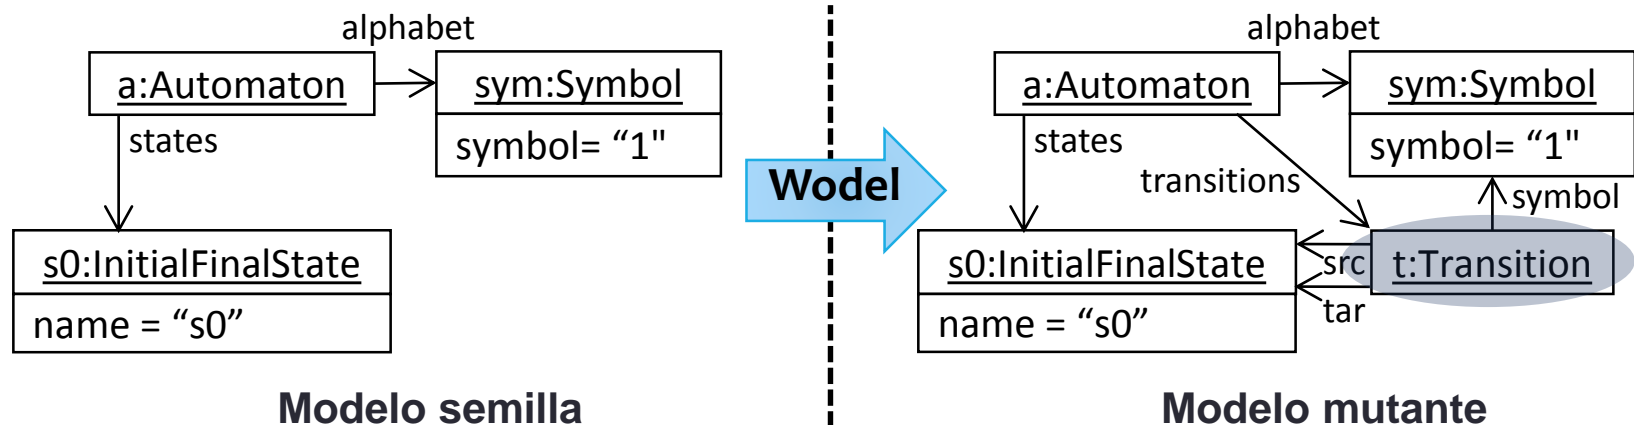 alphabet
a:Automaton
sym:Symbol
symbol= “1"
states
s0:InitialFinalState
name = “s0”
Modelo semilla
Wodel
alphabet
a:Automaton
sym:Symbol
symbol= “1"
states
transitions
symbol
s0:InitialFinalState
src
t:Transition
tar
name = “s0”
Modelo mutante